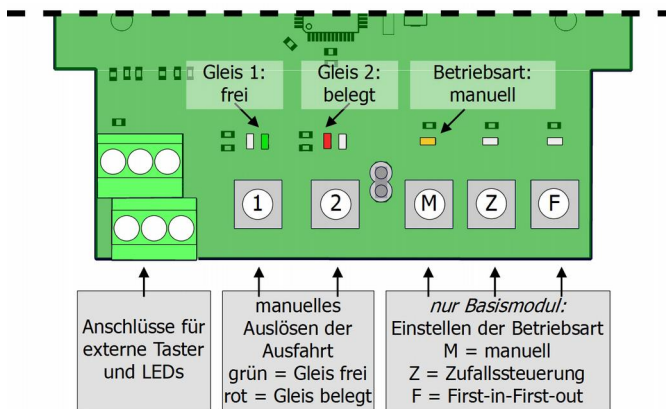 Gleis 1:
frei
Gleis 2:
belegt
Betriebsart:
manuell
1
2
M
Z
F
Anschlüsse für
externe Taster
und LEDs
manuelles
Auslösen der
Ausfahrt
grün = Gleis frei
rot = Gleis belegt
nur Basismodul:
Einstellen der Betriebsart
M = manuell
Z = Zufallssteuerung
F = First-in-First-out